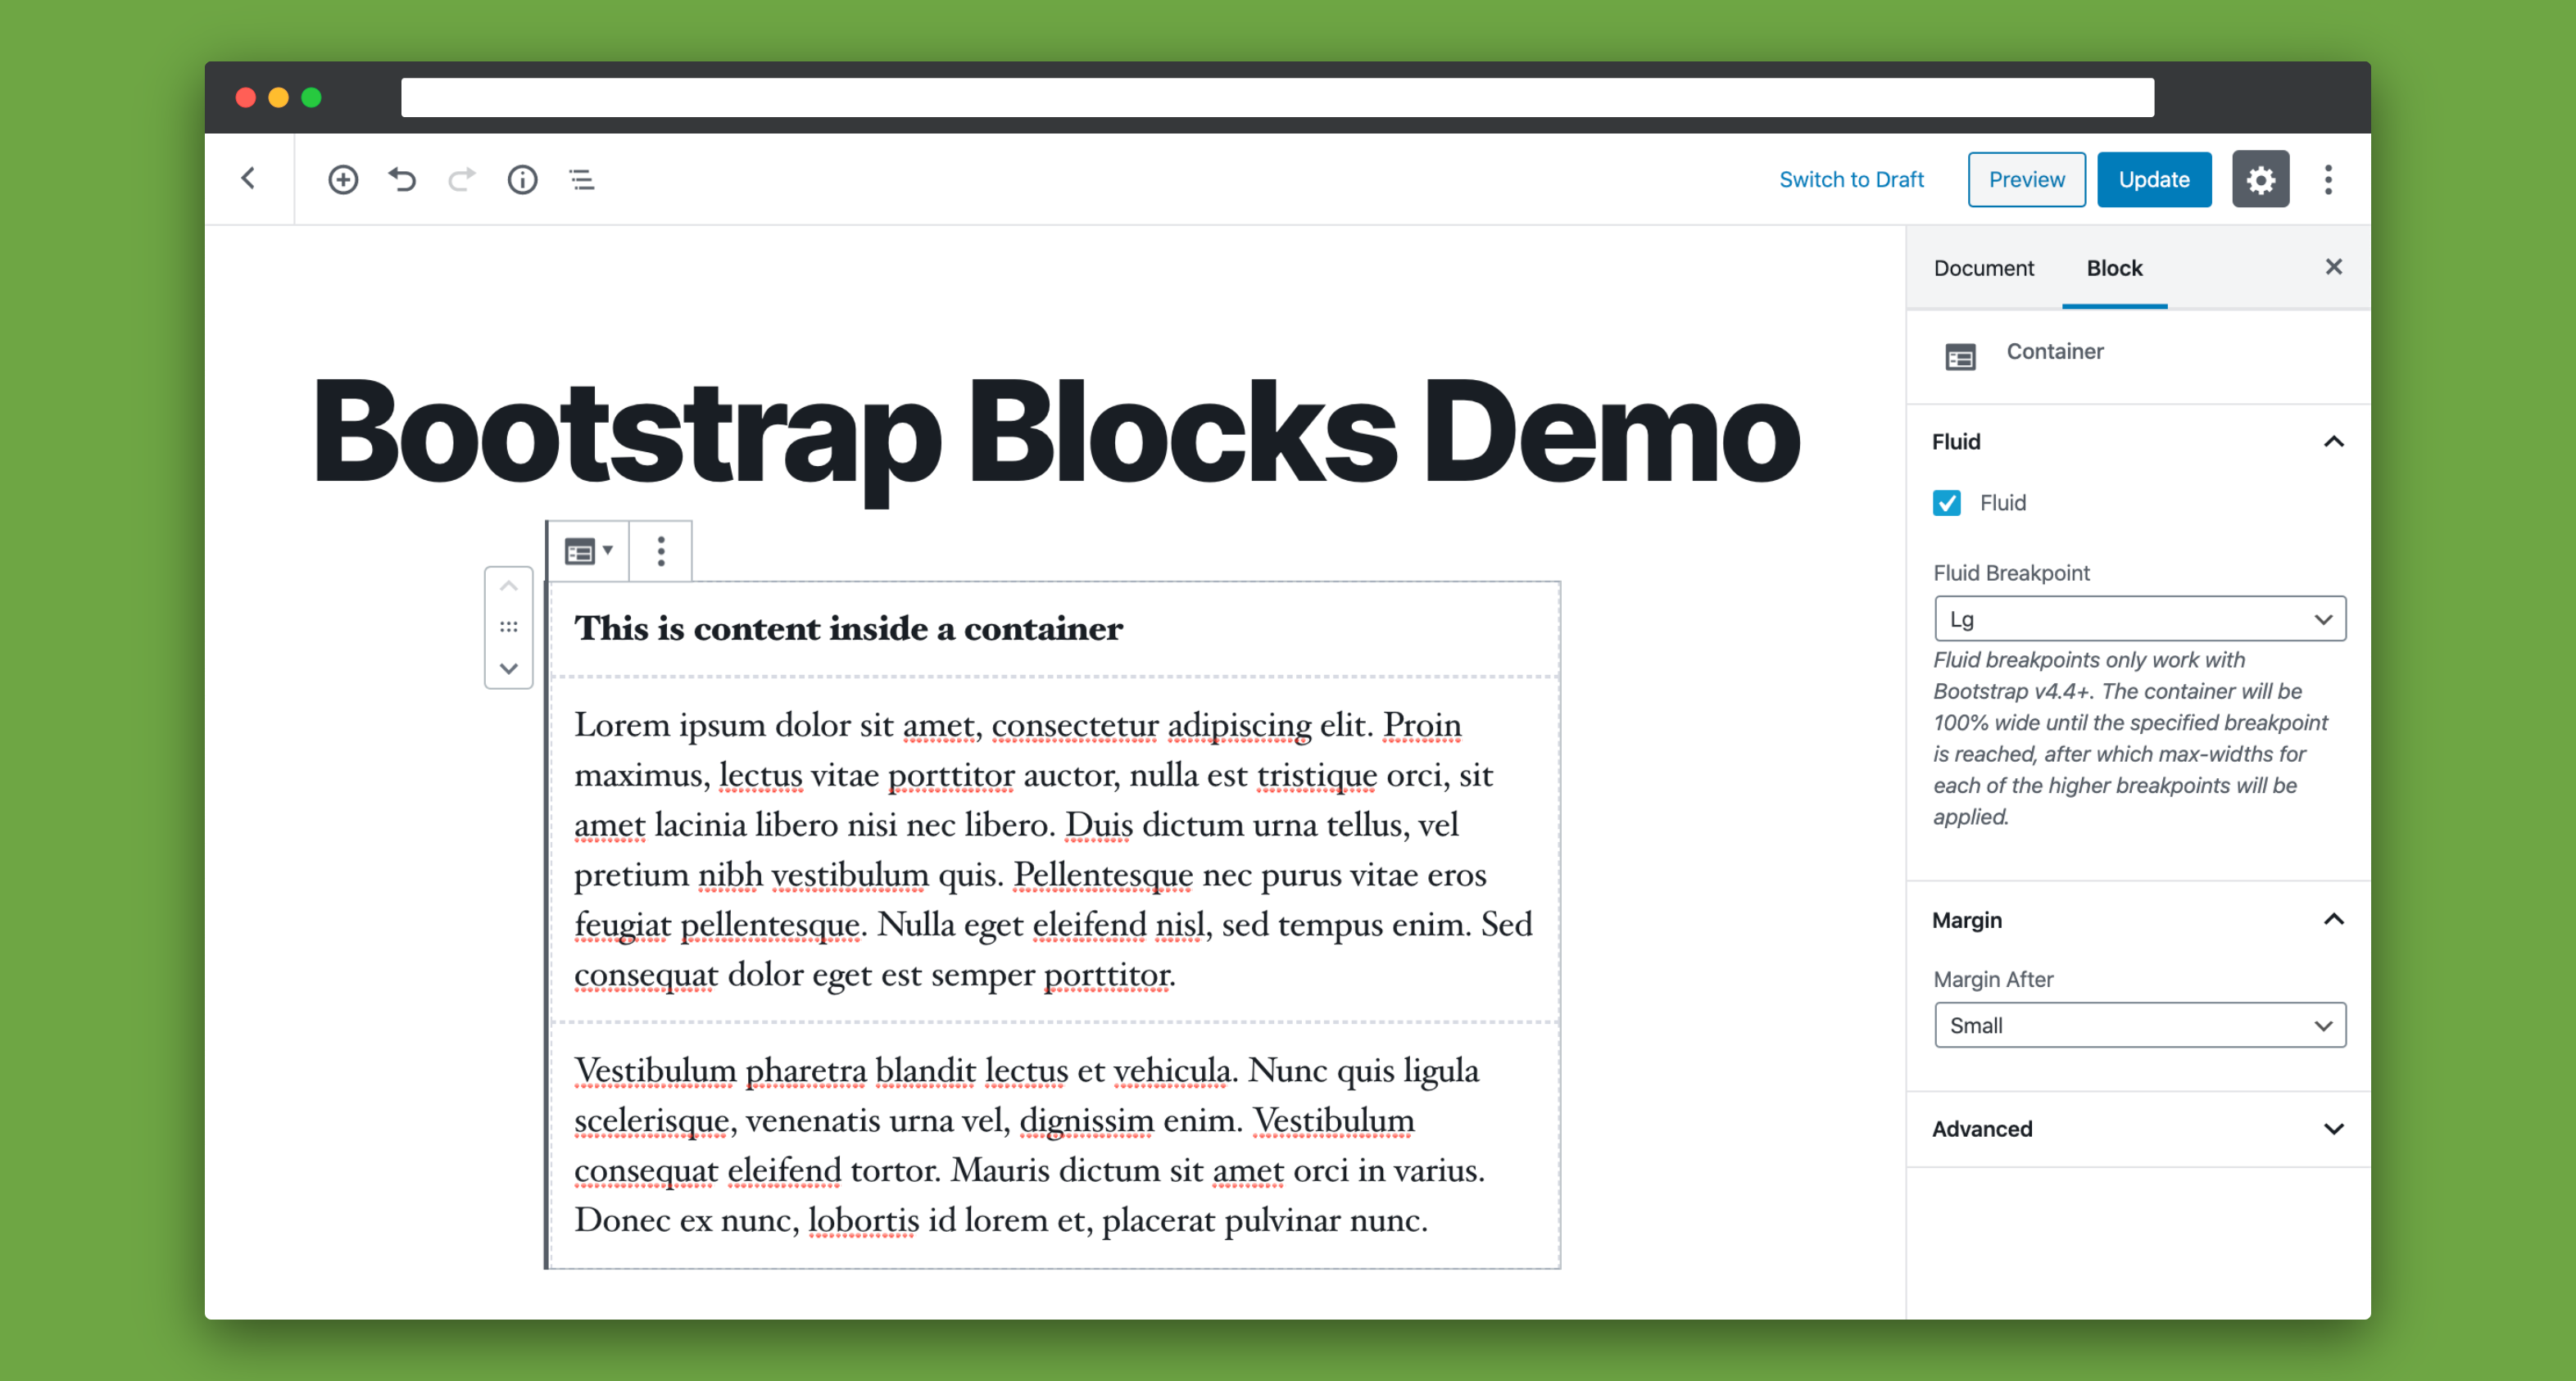 Switch to Draft
Preview
Update
Bootstrap Blocks Demo
This is content inside a container
Lorem ipsum dolor sit amet, consectetur adipiscing elit. Proin
maximus, lectus vitae porttitor auctor, nulla est tristique orci, sit
amet lacinia libero nisi nec libero. Duis dictum urna tellus, vel
pretium nibh vestibulum quis. Pellentesque nec purus vitae eros
feugiat pellentesque. Nulla eget eleifend nisl, sed tempus enim. Sed
consequat dolor eget est semper porttitor.
Vestibulum pharetra blandit lectus et vehicula. Nunc quis ligula
scelerisque, venenatis urna vel, dignissim enim. Vestibulum
consequat eleifend tortor. Mauris dictum sit amet orci in varius.
Donec ex nunc, lobortis id lorem et, placerat pulvinar nunc.
Document
Block
Container
Fluid
Fluid
Fluid Breakpoint
Lg
Fluid breakpoints only work with
Bootstrap v4.4+. The container will be
100% wide until the specified breakpoint
is reached, after which max-widths for
each of the higher breakpoints will be
applied.
Margin
Margin After
Small
Advanced